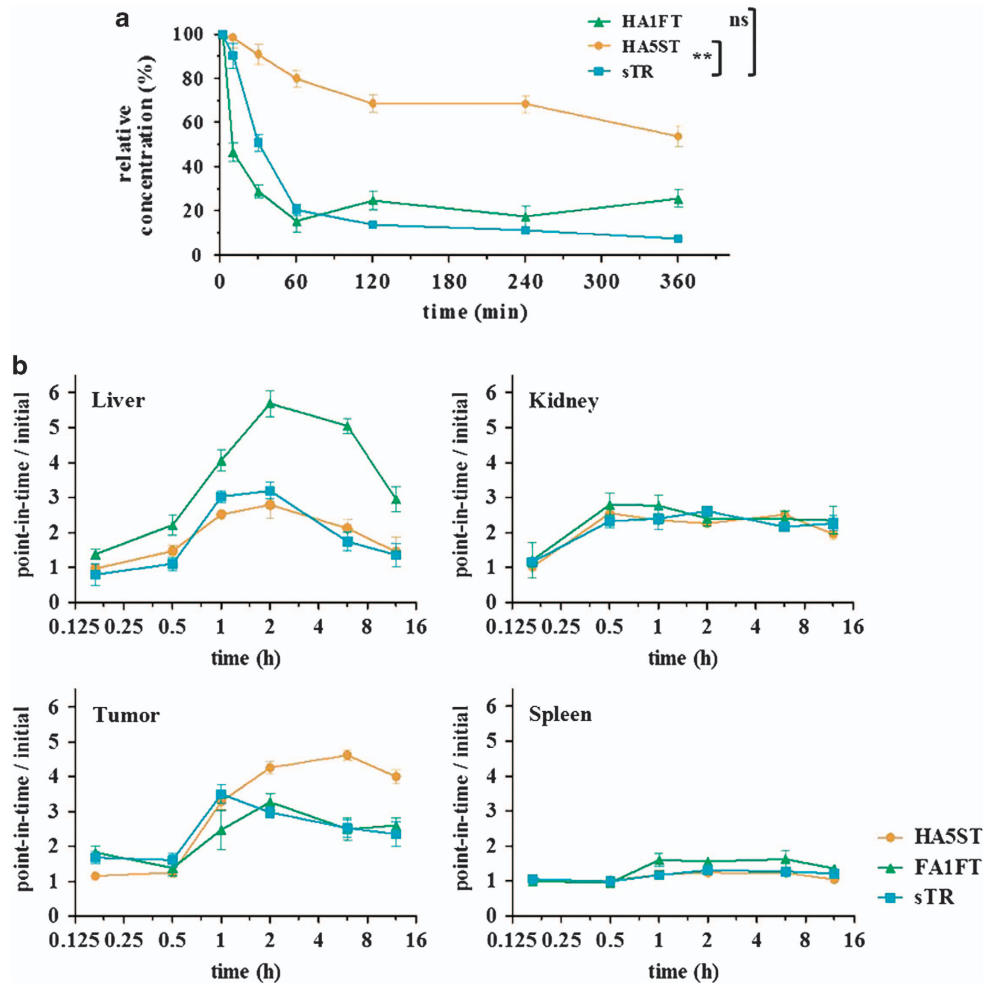 a
HA1FT
HA5ST
sTR
ns
**
relative
concentration (%)
100
80
60
40
20
0
0 60 120 180 240 300 360
time (min)
b
Liver
point-in-time / initial
6
5
4
3
2
1
0
0.125 0.25 0.5 1 2 4 8 16
time (h)
Kidney
point-in-time / initial
6
5
4
3
2
1
0
0.125 0.25 0.5 1 2 4 8 16
time (h)
Tumor
point-in-time / initial
6
5
4
3
2
1
0
0.125 0.25 0.5 1 2 4 8 16
time (h)
Spleen
point-in-time / initial
6
5
4
3
2
1
0
0.125 0.25 0.5 1 2 4 8 16
time (h)
HA5ST
FA1FT
sTR